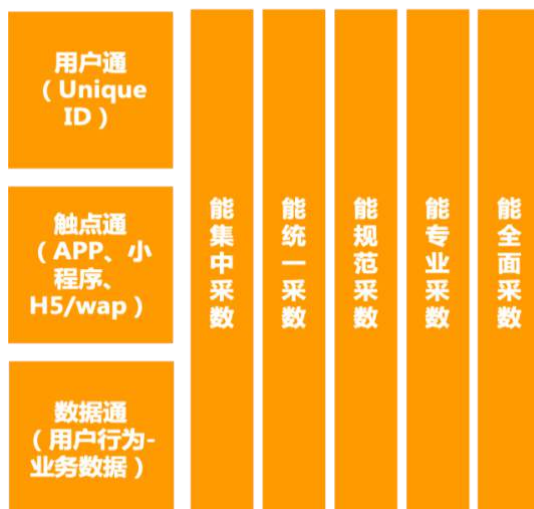 用户通
（Unique
ID）
触点通
（APP、小
程序、
H5/wap）
数据通
（用户行为-
业务数据）
能集中采数
能统一采数
能规范采数
能专业采数
能全面采数